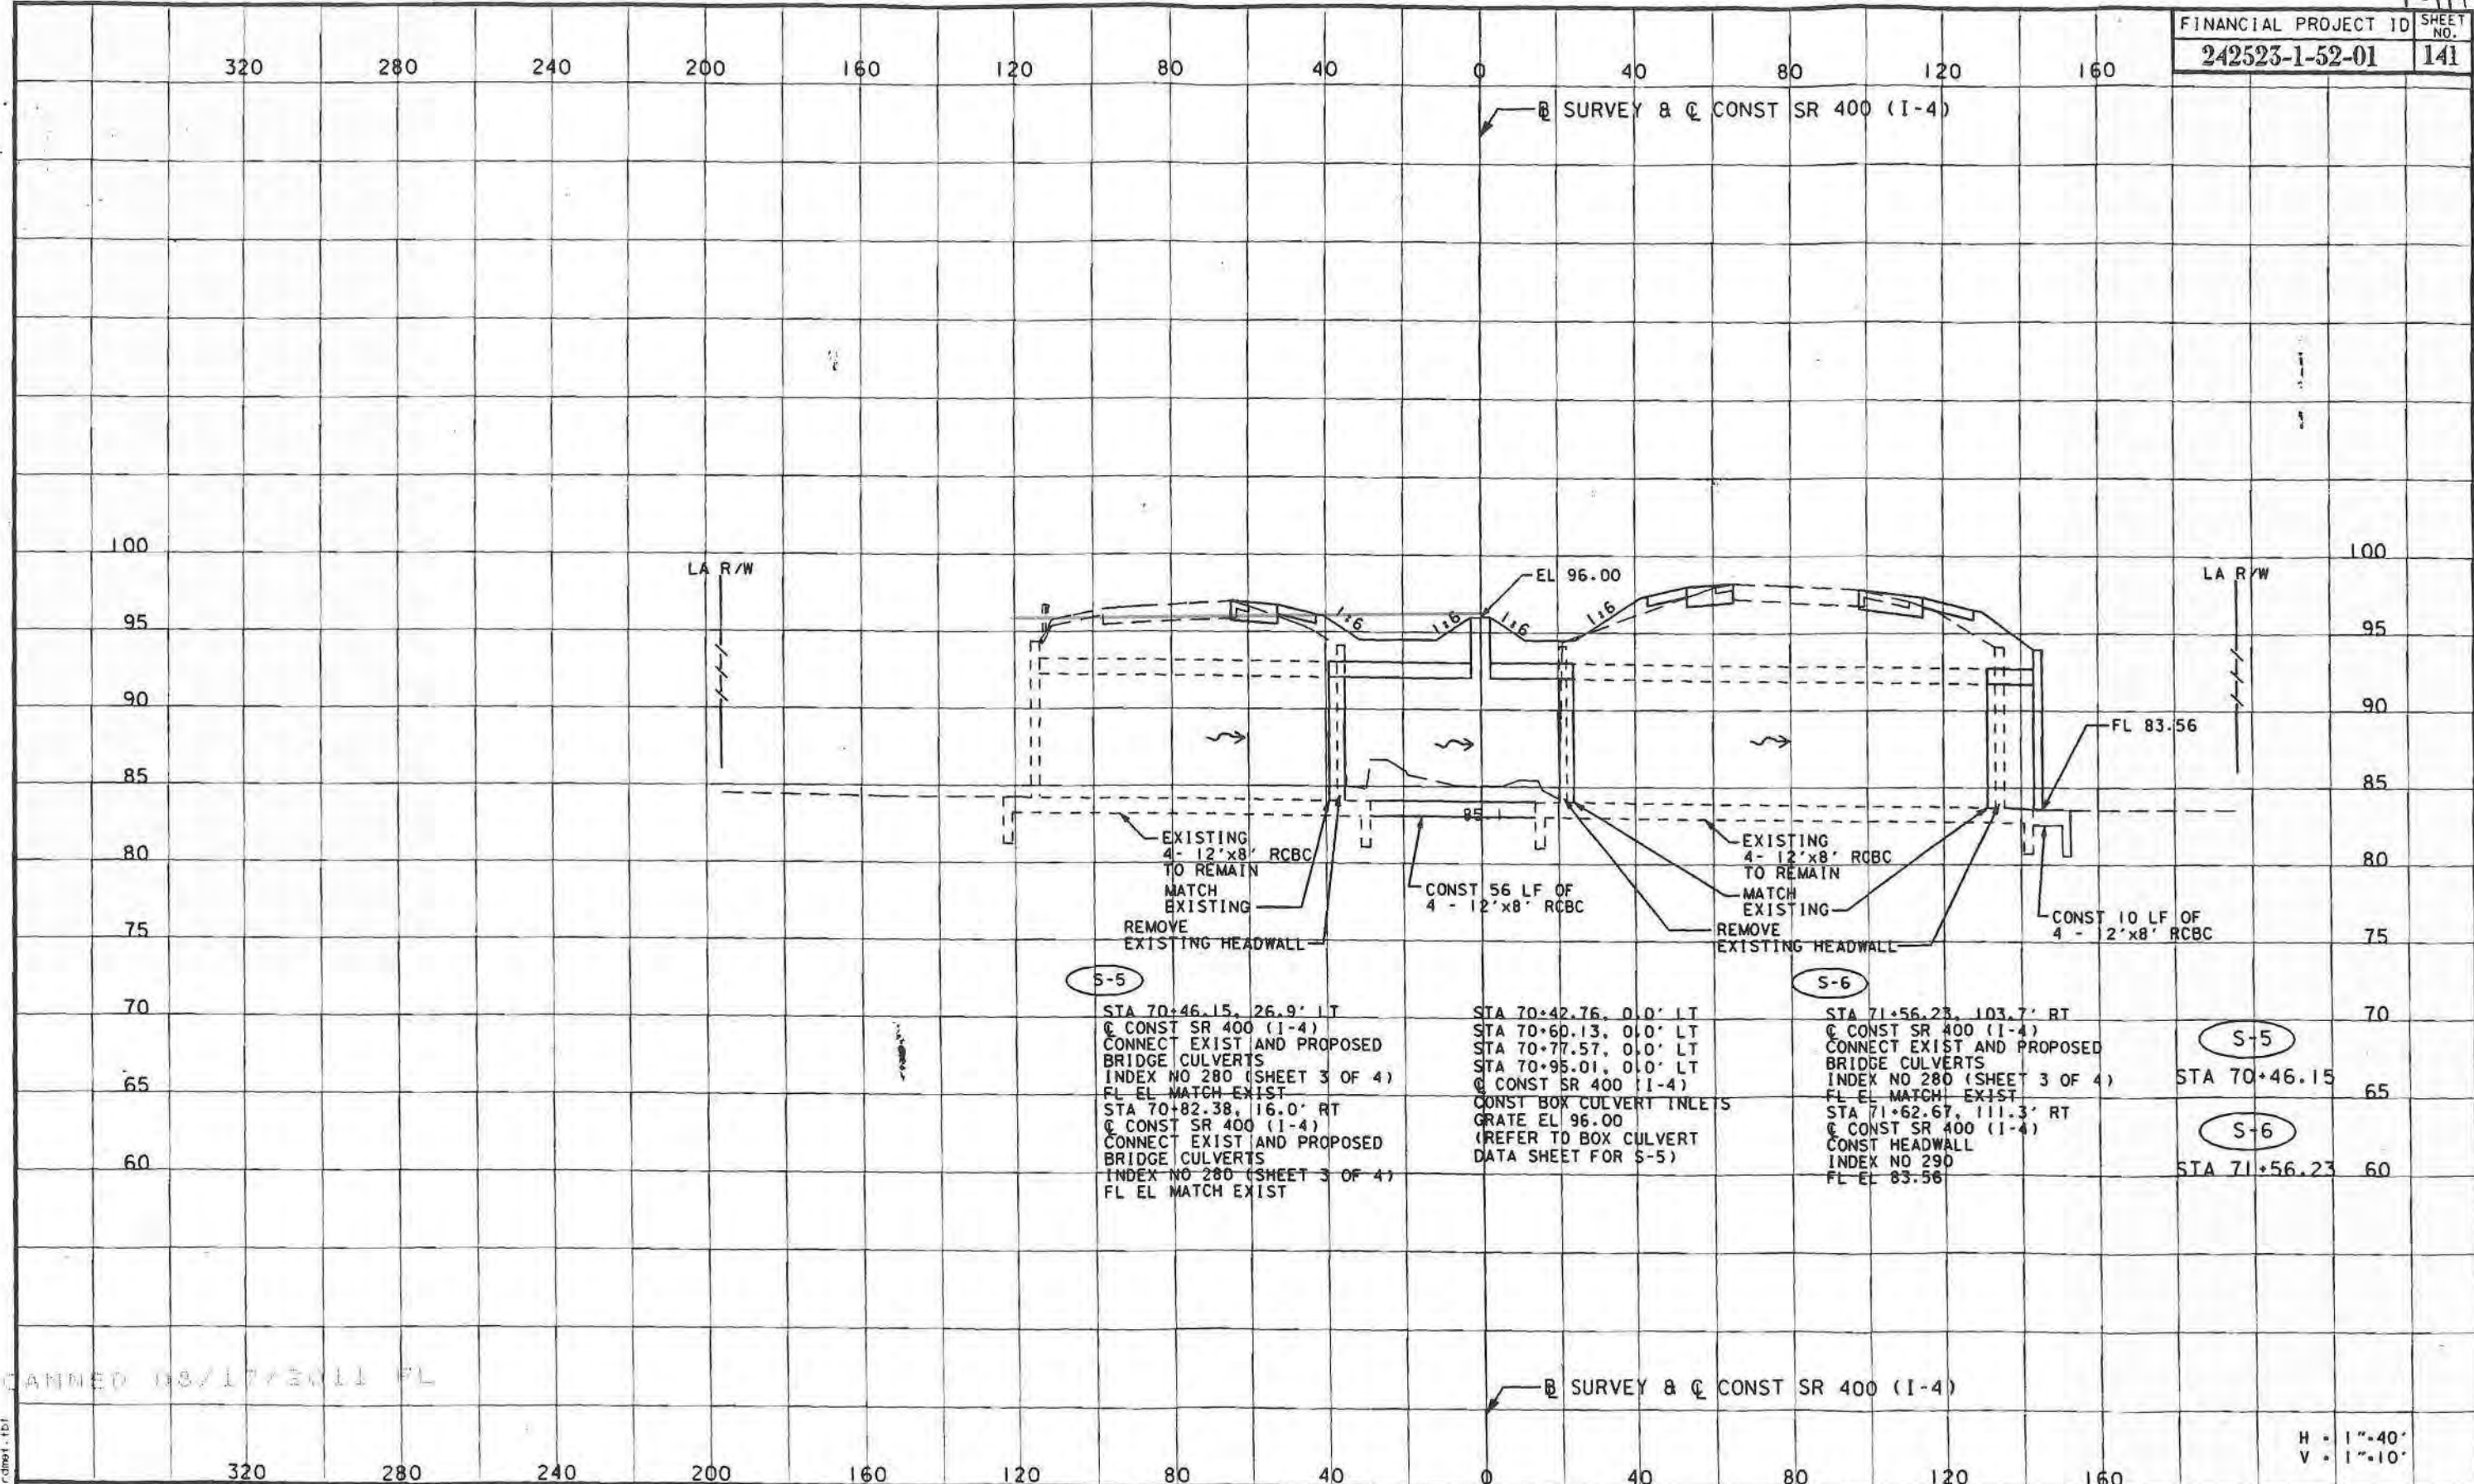 FINANCIAL PROJECT ID
SHEET NO.
242523-1-52-01
141
320 280 240 200 160 120 80 40 0 40 80 120 160
℄ SURVEY & ℄ CONST SR 400 (I-4)
100 100
LA R/W
EL 96.00
LA R/W
1:6 1:6 1:6 1:6
95 95
90 90
FL 83.56
85 85
85.1
EXISTING
4- 12'x8' RCBC
TO REMAIN
MATCH
EXISTING
REMOVE
EXISTING HEADWALL
CONST 56 LF OF
4 - 12'x8' RCBC
EXISTING
4- 12'x8' RCBC
TO REMAIN
MATCH
EXISTING
REMOVE
EXISTING HEADWALL
CONST 10 LF OF
4 - 12'x8' RCBC
80 80
75 75
S-5
STA 70+46.15, 26.9' LT
℄ CONST SR 400 (I-4)
CONNECT EXIST AND PROPOSED
BRIDGE CULVERTS
INDEX NO 280 (SHEET 3 OF 4)
FL EL MATCH EXIST
STA 70+82.38, 16.0' RT
℄ CONST SR 400 (I-4)
CONNECT EXIST AND PROPOSED
BRIDGE CULVERTS
INDEX NO 280 (SHEET 3 OF 4)
FL EL MATCH EXIST
STA 70+42.76, 0.0' LT
STA 70+60.13, 0.0' LT
STA 70+77.57, 0.0' LT
STA 70+95.01, 0.0' LT
℄ CONST SR 400 (I-4)
CONST BOX CULVERT INLETS
GRATE EL 96.00
(REFER TO BOX CULVERT
DATA SHEET FOR S-5)
S-6
STA 71+56.23, 103.7' RT
℄ CONST SR 400 (I-4)
CONNECT EXIST AND PROPOSED
BRIDGE CULVERTS
INDEX NO 280 (SHEET 3 OF 4)
FL EL MATCH EXIST
STA 71+62.67, 111.3' RT
℄ CONST SR 400 (I-4)
CONST HEADWALL
INDEX NO 290
FL EL 83.56
S-5
STA 70+46.15
S-6
STA 71+56.23
70 70
65 65
60 60
CANNED 08/17/2011 FL
℄ SURVEY & ℄ CONST SR 400 (I-4)
H = 1"=40'
V = 1"=10'
320 280 240 200 160 120 80 40 0 40 80 120 160